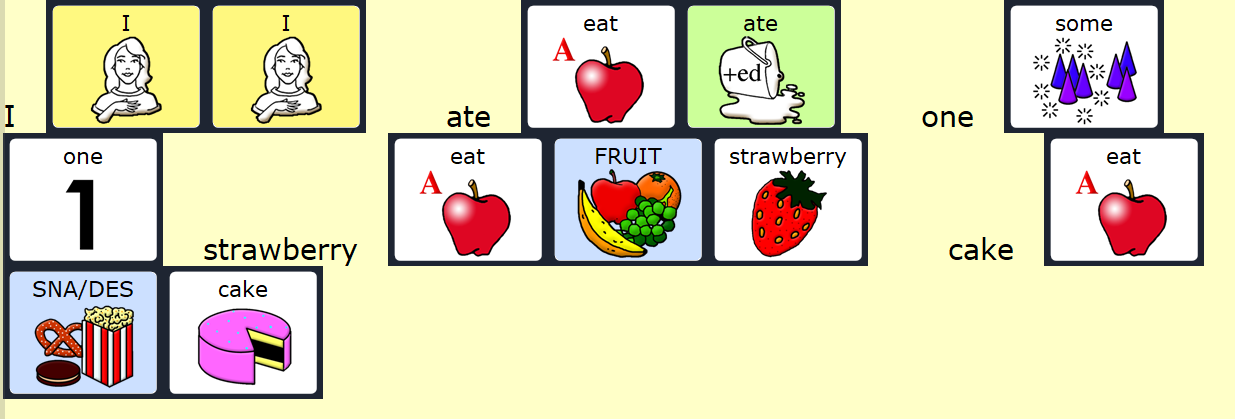 I I I ate eat A ate +ed one some
one 1 strawberry eat A FRUIT strawberry cake eat A
SNA/DES cake